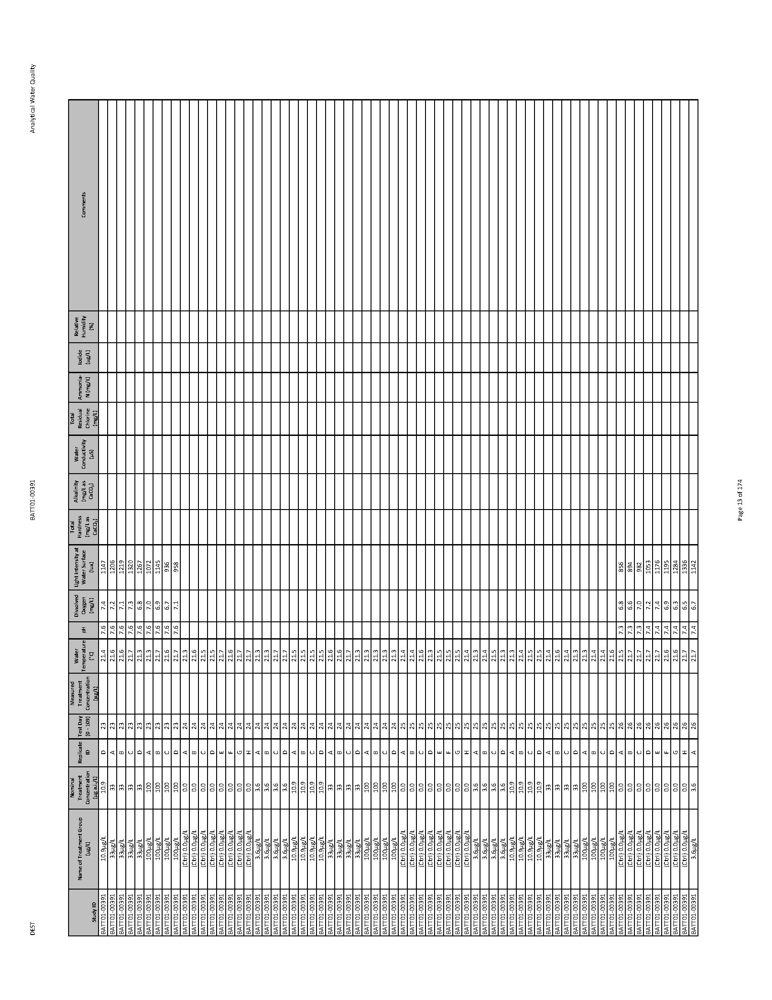 DEST BATT01-00391 Analytical Water Quality
Study ID
Name of Treatment Group
(µg/L)
Nominal
Treatment
Concentration
(µg a.i./L)
Replicate
ID
Test Day
(0 - 109)
Measured
Treatment
Concentration
(µg/L)
Water
Temperature
(°C)
pH
Dissolved
Oxygen
(mg/L)
Light Intensity at
Water Surface
(lux)
Total
Hardness
(mg/L as
CaCO₃)
Alkalinity
(mg/L as
CaCO₃)
Water
Conductivity
(µS)
Total
Residual
Chlorine
(mg/L)
Ammonia-
N (mg/L)
Iodide
(µg/L)
Relative
Humidity
(%)
Comments
BATT01-00391 10.9µg/L 10.9 D 23 21.4 7.6 7.4 1147
BATT01-00391 33µg/L 33 A 23 21.6 7.6 7.2 1206
BATT01-00391 33µg/L 33 B 23 21.6 7.6 7.1 1219
BATT01-00391 33µg/L 33 C 23 21.7 7.6 7.3 1320
BATT01-00391 33µg/L 33 D 23 21.3 7.6 6.8 1267
BATT01-00391 100µg/L 100 A 23 21.3 7.6 7.0 1072
BATT01-00391 100µg/L 100 B 23 21.7 7.6 6.9 1145
BATT01-00391 100µg/L 100 C 23 21.6 7.6 6.7 936
BATT01-00391 100µg/L 100 D 23 21.7 7.6 7.1 958
BATT01-00391 (Ctrl) 0.0µg/L 0.0 A 24 21.3
BATT01-00391 (Ctrl) 0.0µg/L 0.0 B 24 21.6
BATT01-00391 (Ctrl) 0.0µg/L 0.0 C 24 21.5
BATT01-00391 (Ctrl) 0.0µg/L 0.0 D 24 21.5
BATT01-00391 (Ctrl) 0.0µg/L 0.0 E 24 21.7
BATT01-00391 (Ctrl) 0.0µg/L 0.0 F 24 21.6
BATT01-00391 (Ctrl) 0.0µg/L 0.0 G 24 21.7
BATT01-00391 (Ctrl) 0.0µg/L 0.0 H 24 21.7
BATT01-00391 3.6µg/L 3.6 A 24 21.3
BATT01-00391 3.6µg/L 3.6 B 24 21.3
BATT01-00391 3.6µg/L 3.6 C 24 21.7
BATT01-00391 3.6µg/L 3.6 D 24 21.7
BATT01-00391 10.9µg/L 10.9 A 24 21.5
BATT01-00391 10.9µg/L 10.9 B 24 21.5
BATT01-00391 10.9µg/L 10.9 C 24 21.5
BATT01-00391 10.9µg/L 10.9 D 24 21.5
BATT01-00391 33µg/L 33 A 24 21.6
BATT01-00391 33µg/L 33 B 24 21.6
BATT01-00391 33µg/L 33 C 24 21.7
BATT01-00391 33µg/L 33 D 24 21.3
BATT01-00391 100µg/L 100 A 24 21.3
BATT01-00391 100µg/L 100 B 24 21.3
BATT01-00391 100µg/L 100 C 24 21.3
BATT01-00391 100µg/L 100 D 24 21.3
BATT01-00391 (Ctrl) 0.0µg/L 0.0 A 25 21.4
BATT01-00391 (Ctrl) 0.0µg/L 0.0 B 25 21.4
BATT01-00391 (Ctrl) 0.0µg/L 0.0 C 25 21.6
BATT01-00391 (Ctrl) 0.0µg/L 0.0 D 25 21.3
BATT01-00391 (Ctrl) 0.0µg/L 0.0 E 25 21.5
BATT01-00391 (Ctrl) 0.0µg/L 0.0 F 25 21.5
BATT01-00391 (Ctrl) 0.0µg/L 0.0 G 25 21.5
BATT01-00391 (Ctrl) 0.0µg/L 0.0 H 25 21.4
BATT01-00391 3.6µg/L 3.6 A 25 21.3
BATT01-00391 3.6µg/L 3.6 B 25 21.4
BATT01-00391 3.6µg/L 3.6 C 25 21.5
BATT01-00391 3.6µg/L 3.6 D 25 21.3
BATT01-00391 10.9µg/L 10.9 A 25 21.3
BATT01-00391 10.9µg/L 10.9 B 25 21.4
BATT01-00391 10.9µg/L 10.9 C 25 21.5
BATT01-00391 10.9µg/L 10.9 D 25 21.5
BATT01-00391 33µg/L 33 A 25 21.4
BATT01-00391 33µg/L 33 B 25 21.6
BATT01-00391 33µg/L 33 C 25 21.4
BATT01-00391 33µg/L 33 D 25 21.3
BATT01-00391 100µg/L 100 A 25 21.3
BATT01-00391 100µg/L 100 B 25 21.4
BATT01-00391 100µg/L 100 C 25 21.4
BATT01-00391 100µg/L 100 D 25 21.6
BATT01-00391 (Ctrl) 0.0µg/L 0.0 A 26 21.5 7.3 6.8 856
BATT01-00391 (Ctrl) 0.0µg/L 0.0 B 26 21.7 7.3 6.6 894
BATT01-00391 (Ctrl) 0.0µg/L 0.0 C 26 21.7 7.3 7.0 982
BATT01-00391 (Ctrl) 0.0µg/L 0.0 D 26 21.7 7.4 7.2 1053
BATT01-00391 (Ctrl) 0.0µg/L 0.0 E 26 21.7 7.4 7.4 1176
BATT01-00391 (Ctrl) 0.0µg/L 0.0 F 26 21.6 7.4 6.9 1195
BATT01-00391 (Ctrl) 0.0µg/L 0.0 G 26 21.6 7.4 6.3 1284
BATT01-00391 (Ctrl) 0.0µg/L 0.0 H 26 21.7 7.4 6.5 1336
BATT01-00391 3.6µg/L 3.6 A 26 21.7 7.4 6.7 1142
Page 13 of 174